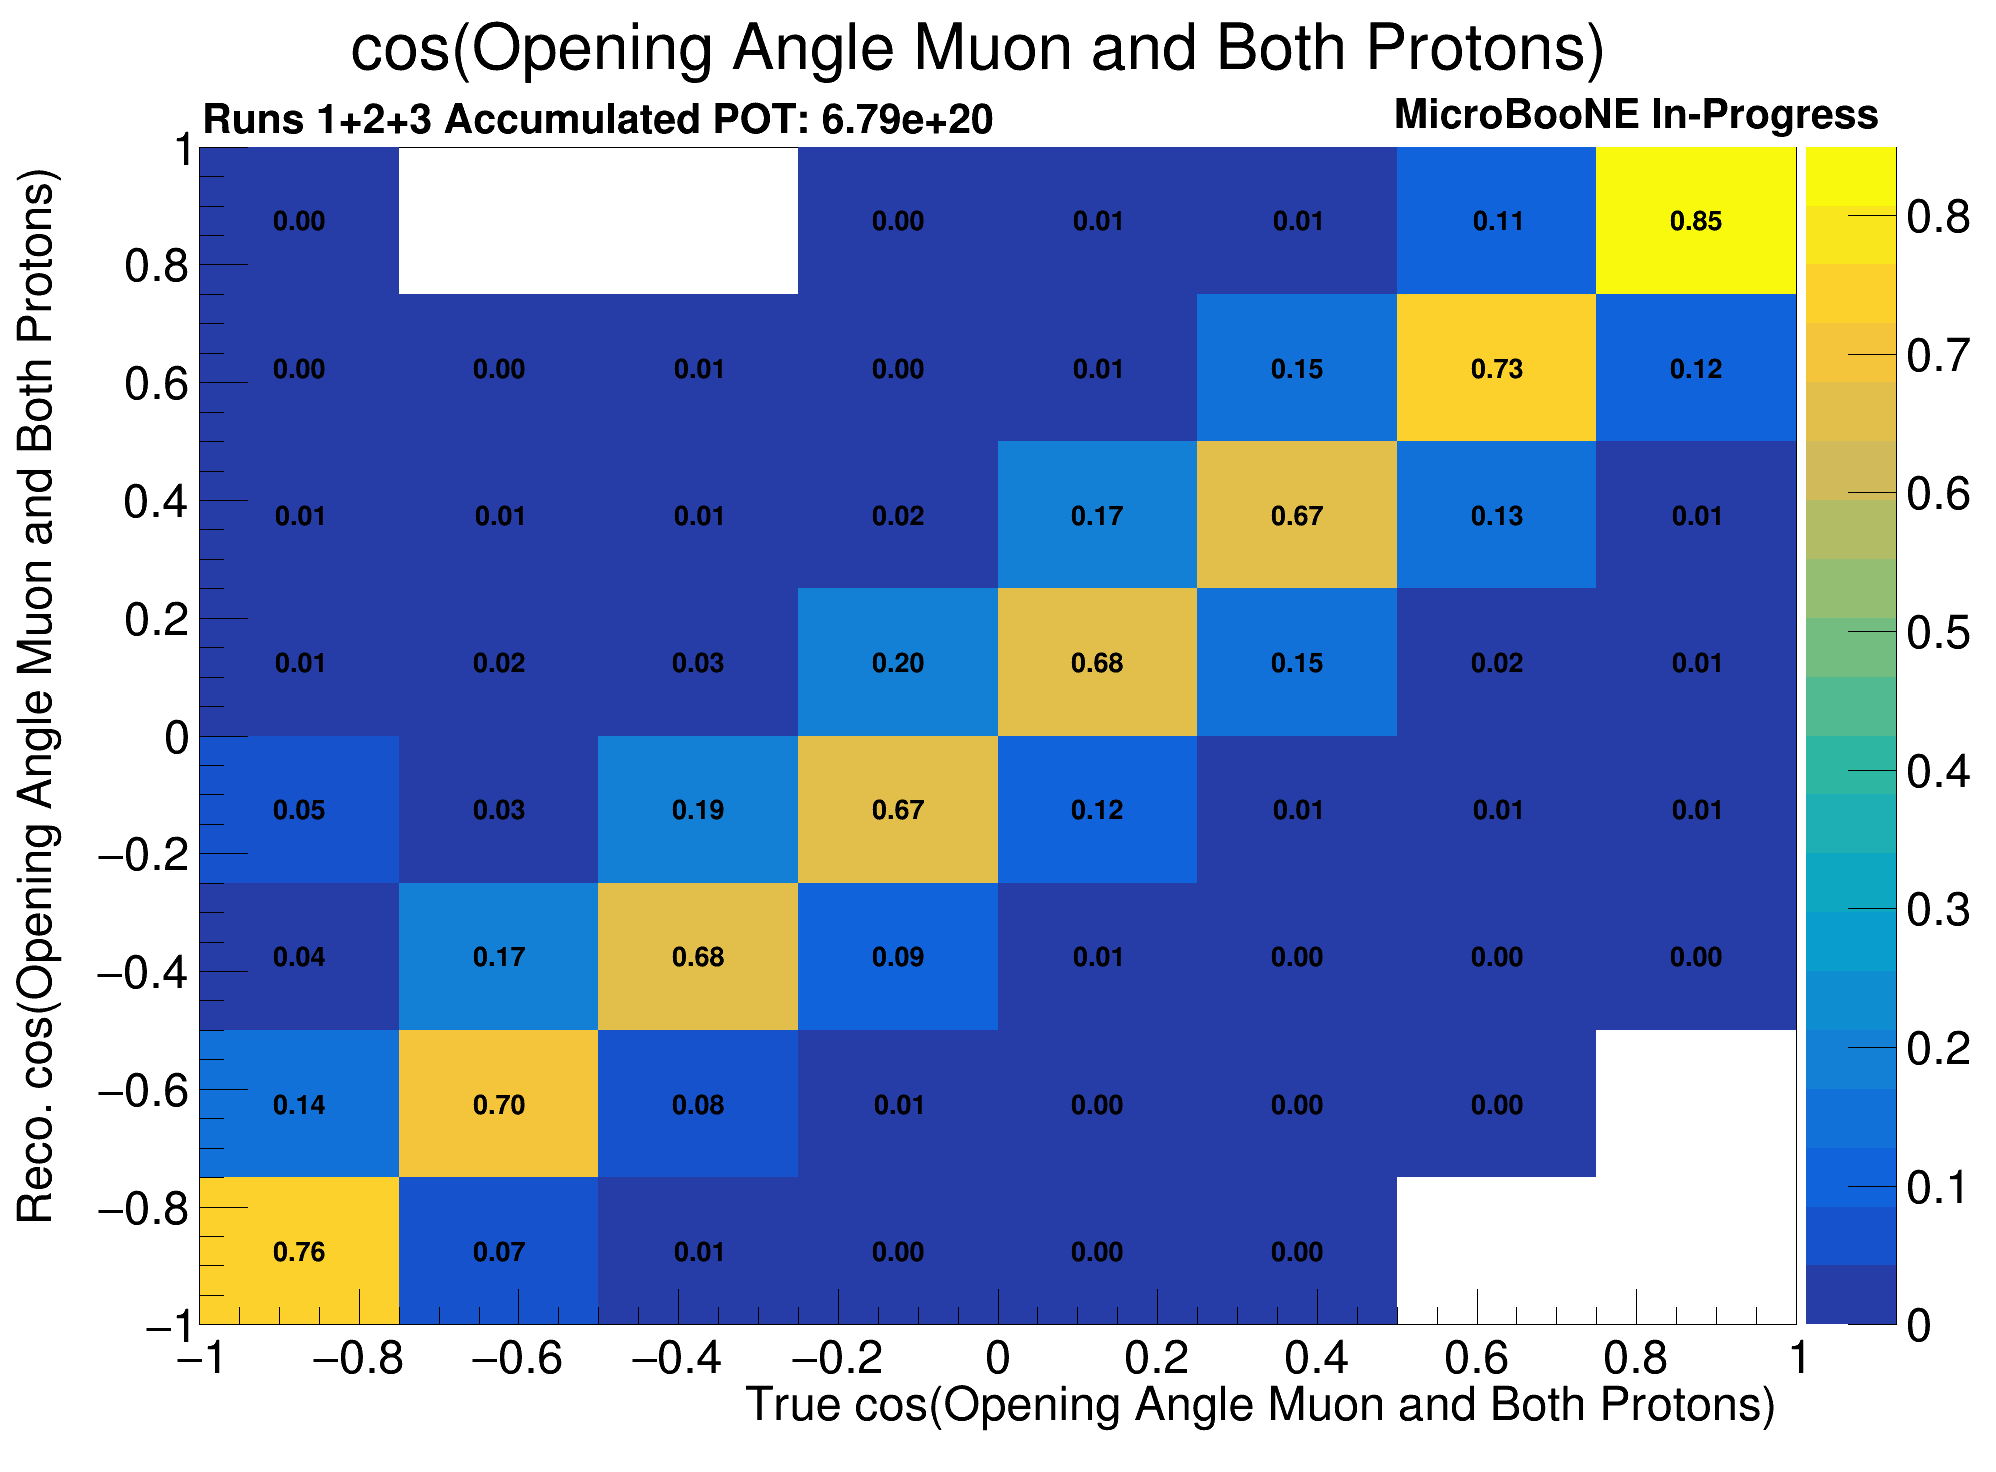 cos(Opening Angle Muon and Both Protons)
Runs 1+2+3 Accumulated POT: 6.79e+20
MicroBooNE In-Progress
Reco. cos(Opening Angle Muon and Both Protons)
1
0.8
0.6
0.4
0.2
0
−0.2
−0.4
−0.6
−0.8
−1
0.00 0.00 0.01 0.01 0.11 0.85
0.00 0.00 0.01 0.00 0.01 0.15 0.73 0.12
0.01 0.01 0.01 0.02 0.17 0.67 0.13 0.01
0.01 0.02 0.03 0.20 0.68 0.15 0.02 0.01
0.05 0.03 0.19 0.67 0.12 0.01 0.01 0.01
0.04 0.17 0.68 0.09 0.01 0.00 0.00 0.00
0.14 0.70 0.08 0.01 0.00 0.00 0.00
0.76 0.07 0.01 0.00 0.00 0.00
0.8
0.7
0.6
0.5
0.4
0.3
0.2
0.1
0
−1 −0.8 −0.6 −0.4 −0.2 0 0.2 0.4 0.6 0.8 1
True cos(Opening Angle Muon and Both Protons)